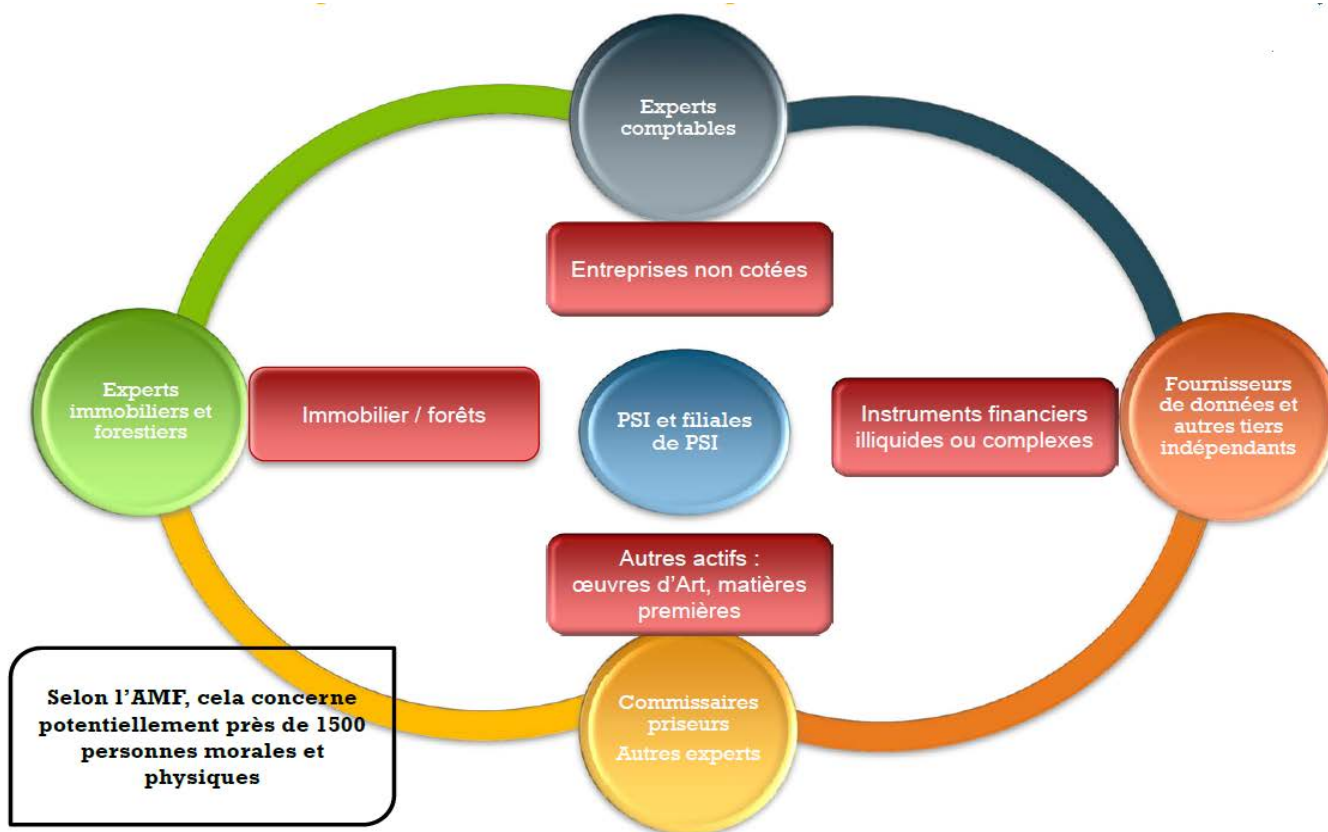 Experts
comptables
Entreprises non cotées
Experts
immobiliers et
forestiers
Immobilier / forêts
PSI et filiales
de PSI
Instruments financiers
illiquides ou complexes
Fournisseurs
de données et
autres tiers
indépendants
Autres actifs :
œuvres d’Art, matières
premières
Commissaires
priseurs
Autres experts
Selon l’AMF, cela concerne
potentiellement près de 1500
personnes morales et
physiques